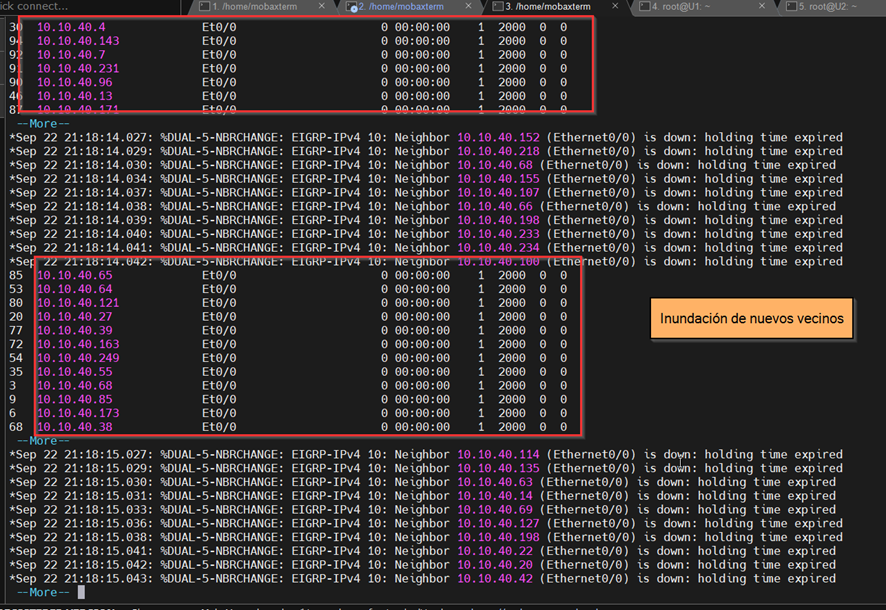 ick connect...
1. /home/mobaxterm
2. /home/mobaxterm
3. /home/mobaxterm
4. root@U1: ~
5. root@U2: ~
30 10.10.40.4 Et0/0 0 00:00:00 1 2000 0 0
94 10.10.40.143 Et0/0 0 00:00:00 1 2000 0 0
92 10.10.40.7 Et0/0 0 00:00:00 1 2000 0 0
91 10.10.40.231 Et0/0 0 00:00:00 1 2000 0 0
90 10.10.40.96 Et0/0 0 00:00:00 1 2000 0 0
46 10.10.40.13 Et0/0 0 00:00:00 1 2000 0 0
87 10.10.40.171 Et0/0 0 00:00:00 1 2000 0 0
--More--
*Sep 22 21:18:14.027: %DUAL-5-NBRCHANGE: EIGRP-IPv4 10: Neighbor 10.10.40.152 (Ethernet0/0) is down: holding time expired
*Sep 22 21:18:14.029: %DUAL-5-NBRCHANGE: EIGRP-IPv4 10: Neighbor 10.10.40.218 (Ethernet0/0) is down: holding time expired
*Sep 22 21:18:14.030: %DUAL-5-NBRCHANGE: EIGRP-IPv4 10: Neighbor 10.10.40.68 (Ethernet0/0) is down: holding time expired
*Sep 22 21:18:14.034: %DUAL-5-NBRCHANGE: EIGRP-IPv4 10: Neighbor 10.10.40.155 (Ethernet0/0) is down: holding time expired
*Sep 22 21:18:14.037: %DUAL-5-NBRCHANGE: EIGRP-IPv4 10: Neighbor 10.10.40.107 (Ethernet0/0) is down: holding time expired
*Sep 22 21:18:14.038: %DUAL-5-NBRCHANGE: EIGRP-IPv4 10: Neighbor 10.10.40.66 (Ethernet0/0) is down: holding time expired
*Sep 22 21:18:14.039: %DUAL-5-NBRCHANGE: EIGRP-IPv4 10: Neighbor 10.10.40.198 (Ethernet0/0) is down: holding time expired
*Sep 22 21:18:14.040: %DUAL-5-NBRCHANGE: EIGRP-IPv4 10: Neighbor 10.10.40.233 (Ethernet0/0) is down: holding time expired
*Sep 22 21:18:14.041: %DUAL-5-NBRCHANGE: EIGRP-IPv4 10: Neighbor 10.10.40.234 (Ethernet0/0) is down: holding time expired
*Sep 22 21:18:14.042: %DUAL-5-NBRCHANGE: EIGRP-IPv4 10: Neighbor 10.10.40.100 (Ethernet0/0) is down: holding time expired
85 10.10.40.65 Et0/0 0 00:00:00 1 2000 0 0
53 10.10.40.64 Et0/0 0 00:00:00 1 2000 0 0
80 10.10.40.121 Et0/0 0 00:00:00 1 2000 0 0
20 10.10.40.27 Et0/0 0 00:00:00 1 2000 0 0
77 10.10.40.39 Et0/0 0 00:00:00 1 2000 0 0
72 10.10.40.163 Et0/0 0 00:00:00 1 2000 0 0
54 10.10.40.249 Et0/0 0 00:00:00 1 2000 0 0
35 10.10.40.55 Et0/0 0 00:00:00 1 2000 0 0
3 10.10.40.68 Et0/0 0 00:00:00 1 2000 0 0
9 10.10.40.85 Et0/0 0 00:00:00 1 2000 0 0
6 10.10.40.173 Et0/0 0 00:00:00 1 2000 0 0
68 10.10.40.38 Et0/0 0 00:00:00 1 2000 0 0
Inundación de nuevos vecinos
--More--
*Sep 22 21:18:15.027: %DUAL-5-NBRCHANGE: EIGRP-IPv4 10: Neighbor 10.10.40.114 (Ethernet0/0) is down: holding time expired
*Sep 22 21:18:15.029: %DUAL-5-NBRCHANGE: EIGRP-IPv4 10: Neighbor 10.10.40.135 (Ethernet0/0) is down: holding time expired
*Sep 22 21:18:15.030: %DUAL-5-NBRCHANGE: EIGRP-IPv4 10: Neighbor 10.10.40.63 (Ethernet0/0) is down: holding time expired
*Sep 22 21:18:15.031: %DUAL-5-NBRCHANGE: EIGRP-IPv4 10: Neighbor 10.10.40.14 (Ethernet0/0) is down: holding time expired
*Sep 22 21:18:15.033: %DUAL-5-NBRCHANGE: EIGRP-IPv4 10: Neighbor 10.10.40.69 (Ethernet0/0) is down: holding time expired
*Sep 22 21:18:15.036: %DUAL-5-NBRCHANGE: EIGRP-IPv4 10: Neighbor 10.10.40.127 (Ethernet0/0) is down: holding time expired
*Sep 22 21:18:15.038: %DUAL-5-NBRCHANGE: EIGRP-IPv4 10: Neighbor 10.10.40.198 (Ethernet0/0) is down: holding time expired
*Sep 22 21:18:15.041: %DUAL-5-NBRCHANGE: EIGRP-IPv4 10: Neighbor 10.10.40.22 (Ethernet0/0) is down: holding time expired
*Sep 22 21:18:15.042: %DUAL-5-NBRCHANGE: EIGRP-IPv4 10: Neighbor 10.10.40.20 (Ethernet0/0) is down: holding time expired
*Sep 22 21:18:15.043: %DUAL-5-NBRCHANGE: EIGRP-IPv4 10: Neighbor 10.10.40.42 (Ethernet0/0) is down: holding time expired
--More--